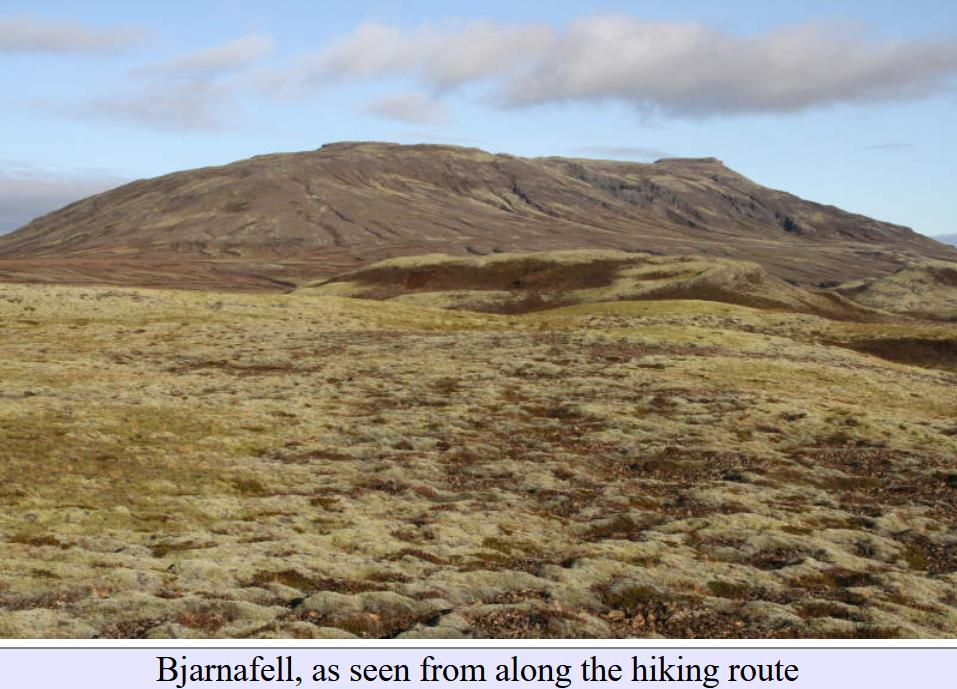 Bjarnafell, as seen from along the hiking route